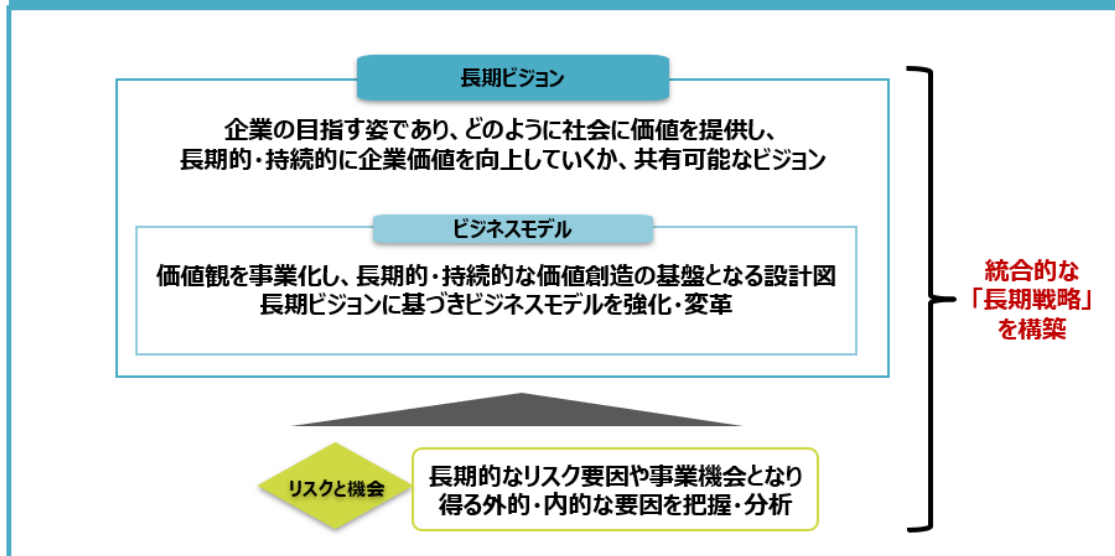 長期ビジョン
企業の目指す姿であり、どのように社会に価値を提供し、
長期的・持続的に企業価値を向上していくか、共有可能なビジョン
ビジネスモデル
価値観を事業化し、長期的・持続的な価値創造の基盤となる設計図
長期ビジョンに基づきビジネスモデルを強化・変革
統合的な
「長期戦略」
を構築
リスクと機会
長期的なリスク要因や事業機会となり
得る外的・内的な要因を把握・分析